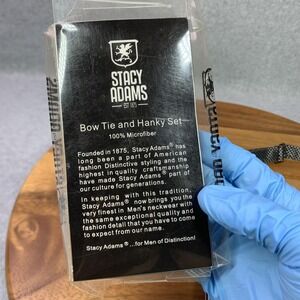 STACY
ADAMS
EST 1875
Bow Tie and Hanky Set
100% Microfiber
Founded in 1875, Stacy Adams® has
long been a part of American
fashion Distinctive styling and the
highest in quality craftsmanship
have made Stacy Adams® part of
our culture for generations.
In keeping with this tradition,
Stacy Adams® now brings you the
very finest in Men's neckwear with
the same exceptional quality and
fashion detail that you have to come
to expect from our name.
Stacy Adams® ...for Men of Distinction!